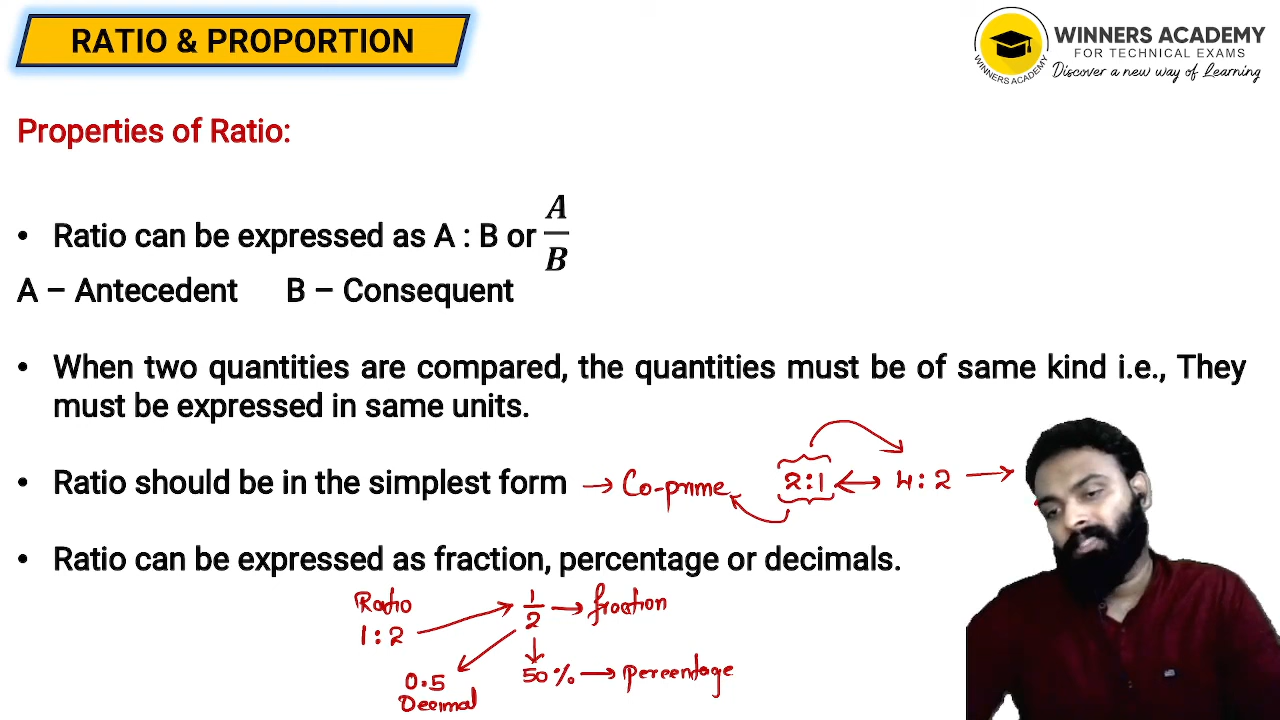 RATIO & PROPORTION
WINNERS ACADEMY
FOR TECHNICAL EXAMS
Discover a new way of Learning
WINNERS ACADEMY
Properties of Ratio:
• Ratio can be expressed as A : B or A/B
A – Antecedent B – Consequent
• When two quantities are compared, the quantities must be of same kind i.e., They
must be expressed in same units.
• Ratio should be in the simplest form → Co-prime 2:1 ↔ 4:2 →
• Ratio can be expressed as fraction, percentage or decimals.
Ratio
1:2 → 1/2 → fraction
0.5 50% → percentage
Decimal